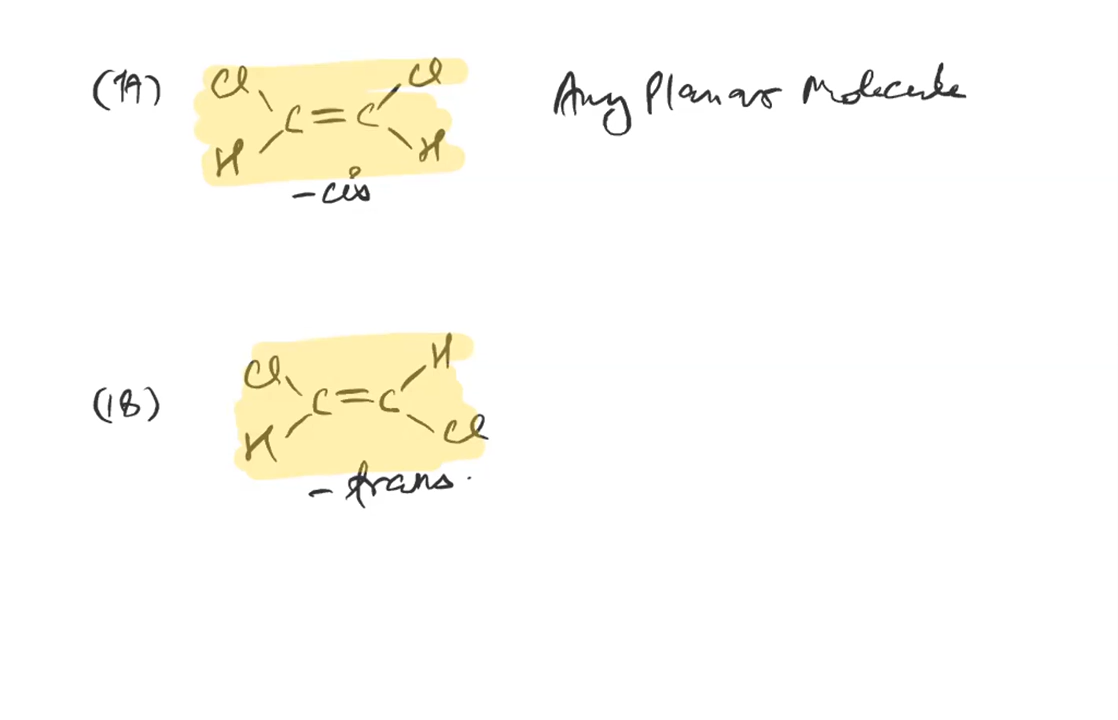 (17) Cl Cl Any Planar Molecule
C=C
H H
-cis
(18) Cl H
C=C
H Cl
-trans.